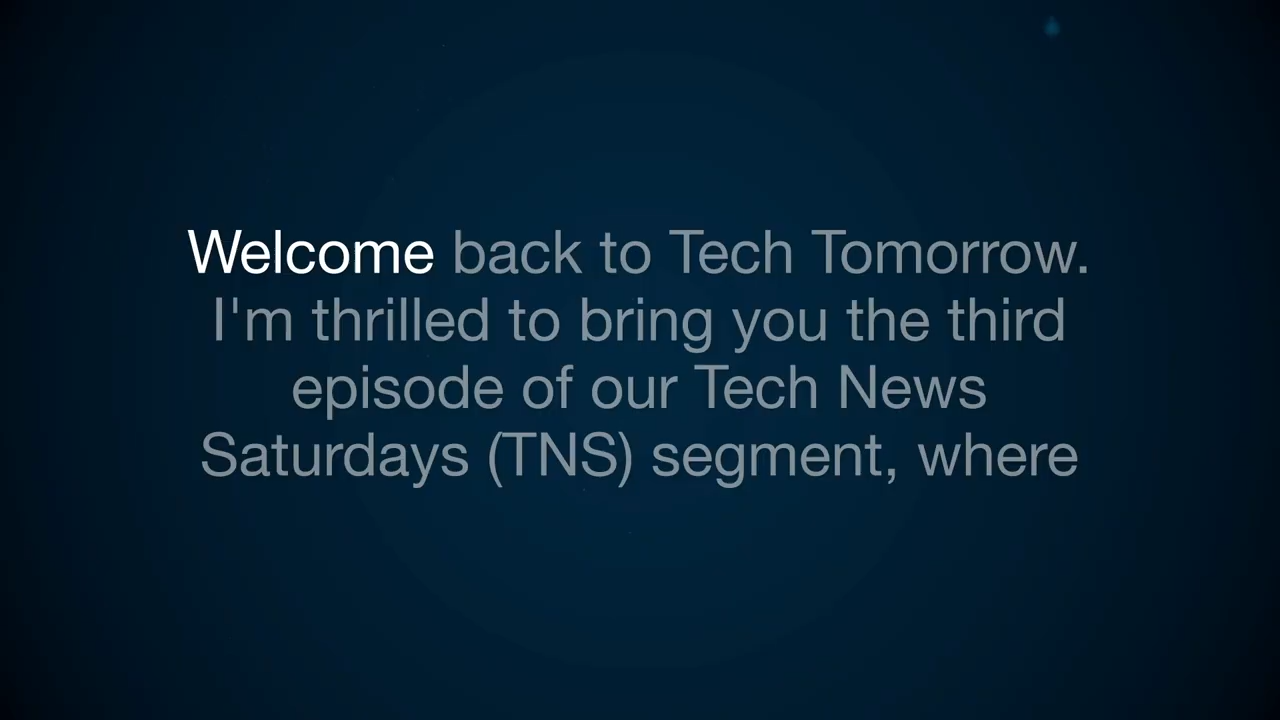 Welcome back to Tech Tomorrow.
I'm thrilled to bring you the third
episode of our Tech News
Saturdays (TNS) segment, where